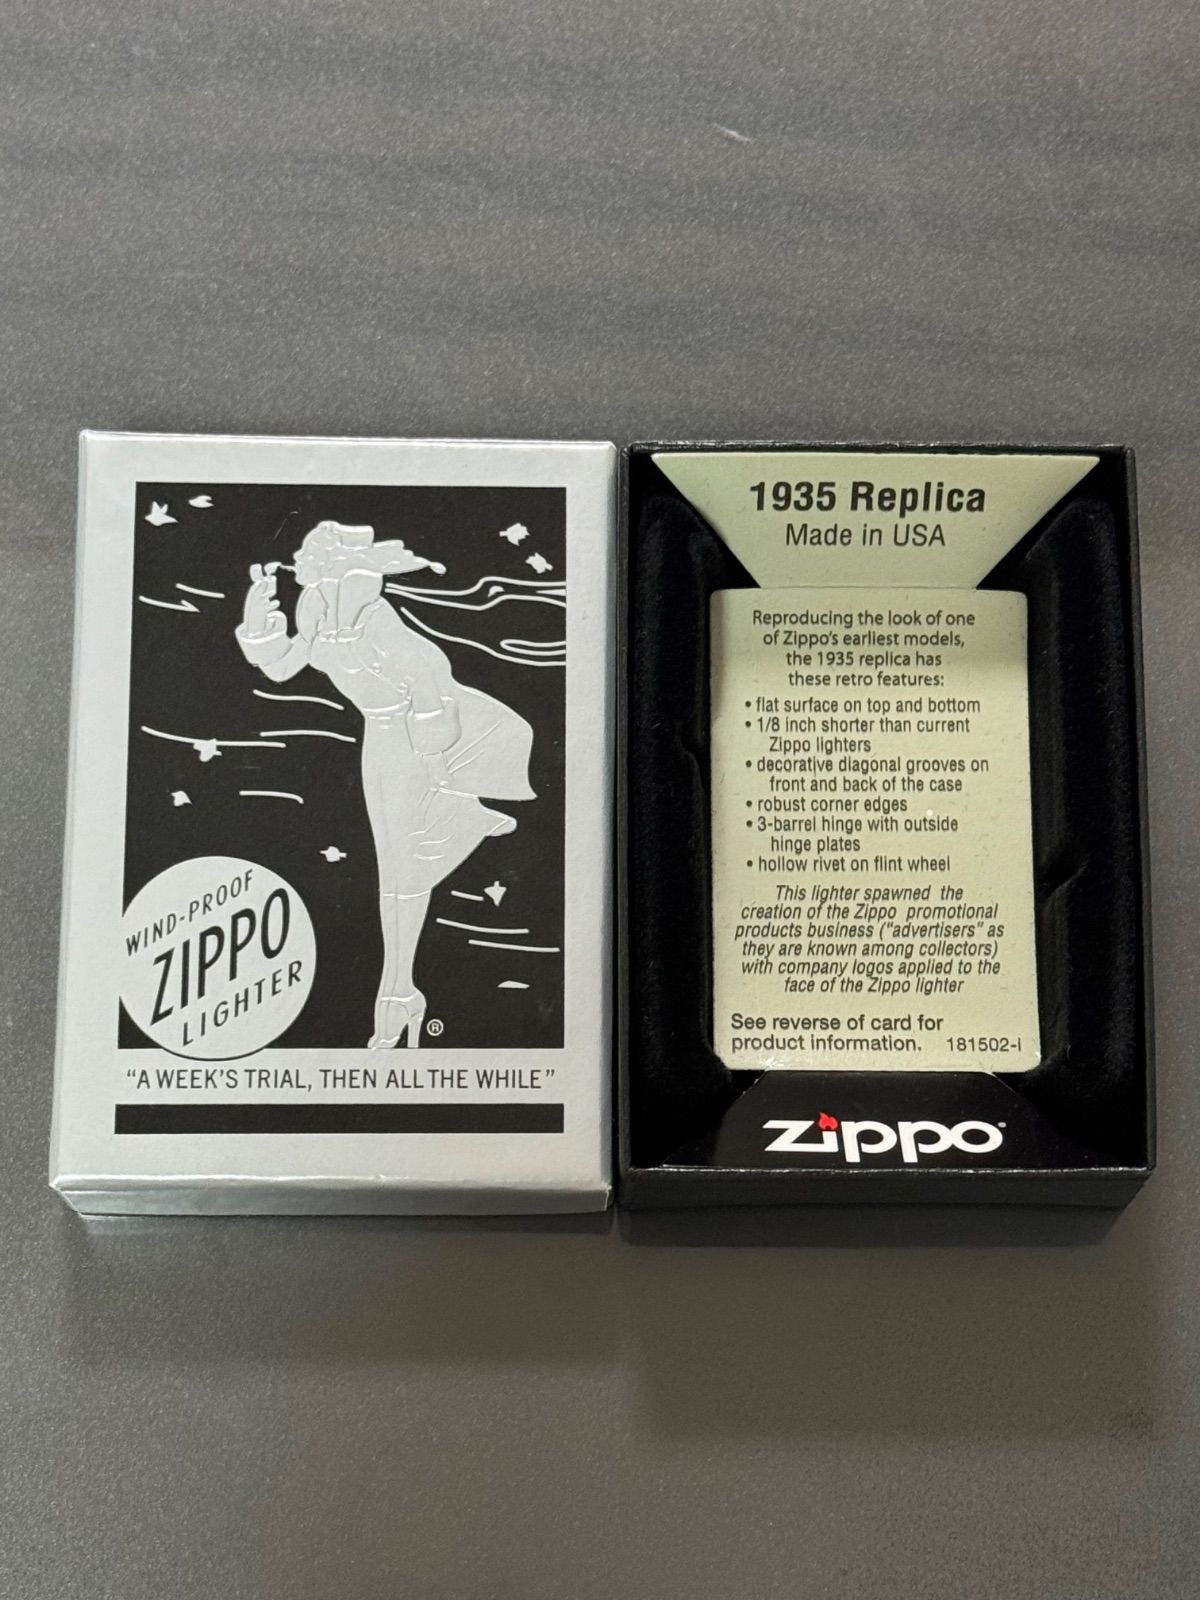 WIND-PROOF
ZIPPO
LIGHTER
®
“A WEEK'S TRIAL, THEN ALL THE WHILE”
1935 Replica
Made in USA
Reproducing the look of one
of Zippo's earliest models,
the 1935 replica has
these retro features:
• flat surface on top and bottom
• 1/8 inch shorter than current
Zippo lighters
• decorative diagonal grooves on
front and back of the case
• robust corner edges
• 3-barrel hinge with outside
hinge plates
• hollow rivet on flint wheel
This lighter spawned the
creation of the Zippo promotional
products business (“advertisers” as
they are known among collectors)
with company logos applied to the
face of the Zippo lighter
See reverse of card for
product information. 181502-I
zippo